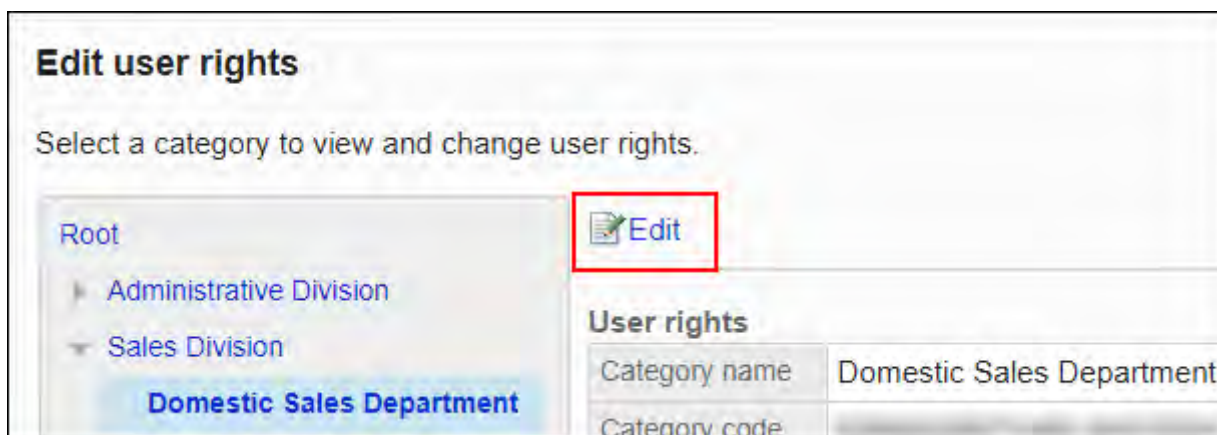 Edit user rights
Select a category to view and change user rights.
Root
Administrative Division
Sales Division
Domestic Sales Department
Edit
User rights
Category name Domestic Sales Department
Category code